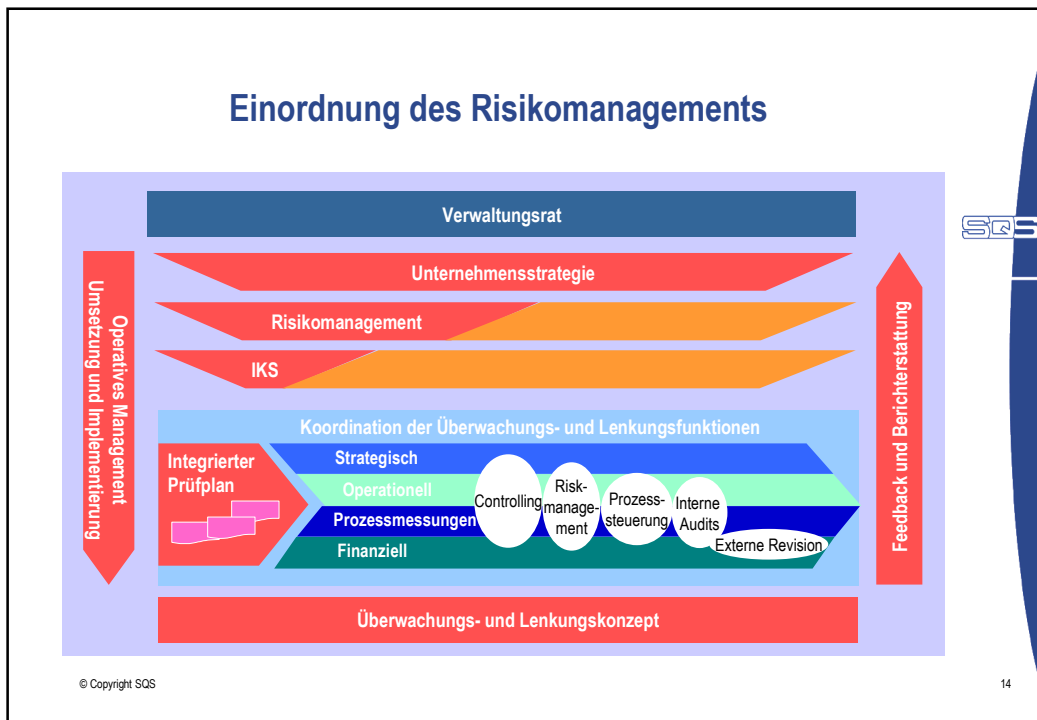 Einordnung des Risikomanagements
Verwaltungsrat
SQS
Unternehmensstrategie
Operatives Management
Umsetzung und Implementierung
Risikomanagement
IKS
Feedback und Berichterstattung
Koordination der Überwachungs- und Lenkungsfunktionen
Integrierter
Prüfplan
Strategisch
Operationell
Prozessmessungen
Finanziell
Controlling
Risk-
manage-
ment
Prozess-
steuerung
Interne
Audits
Externe Revision
Überwachungs- und Lenkungskonzept
© Copyright SQS
14